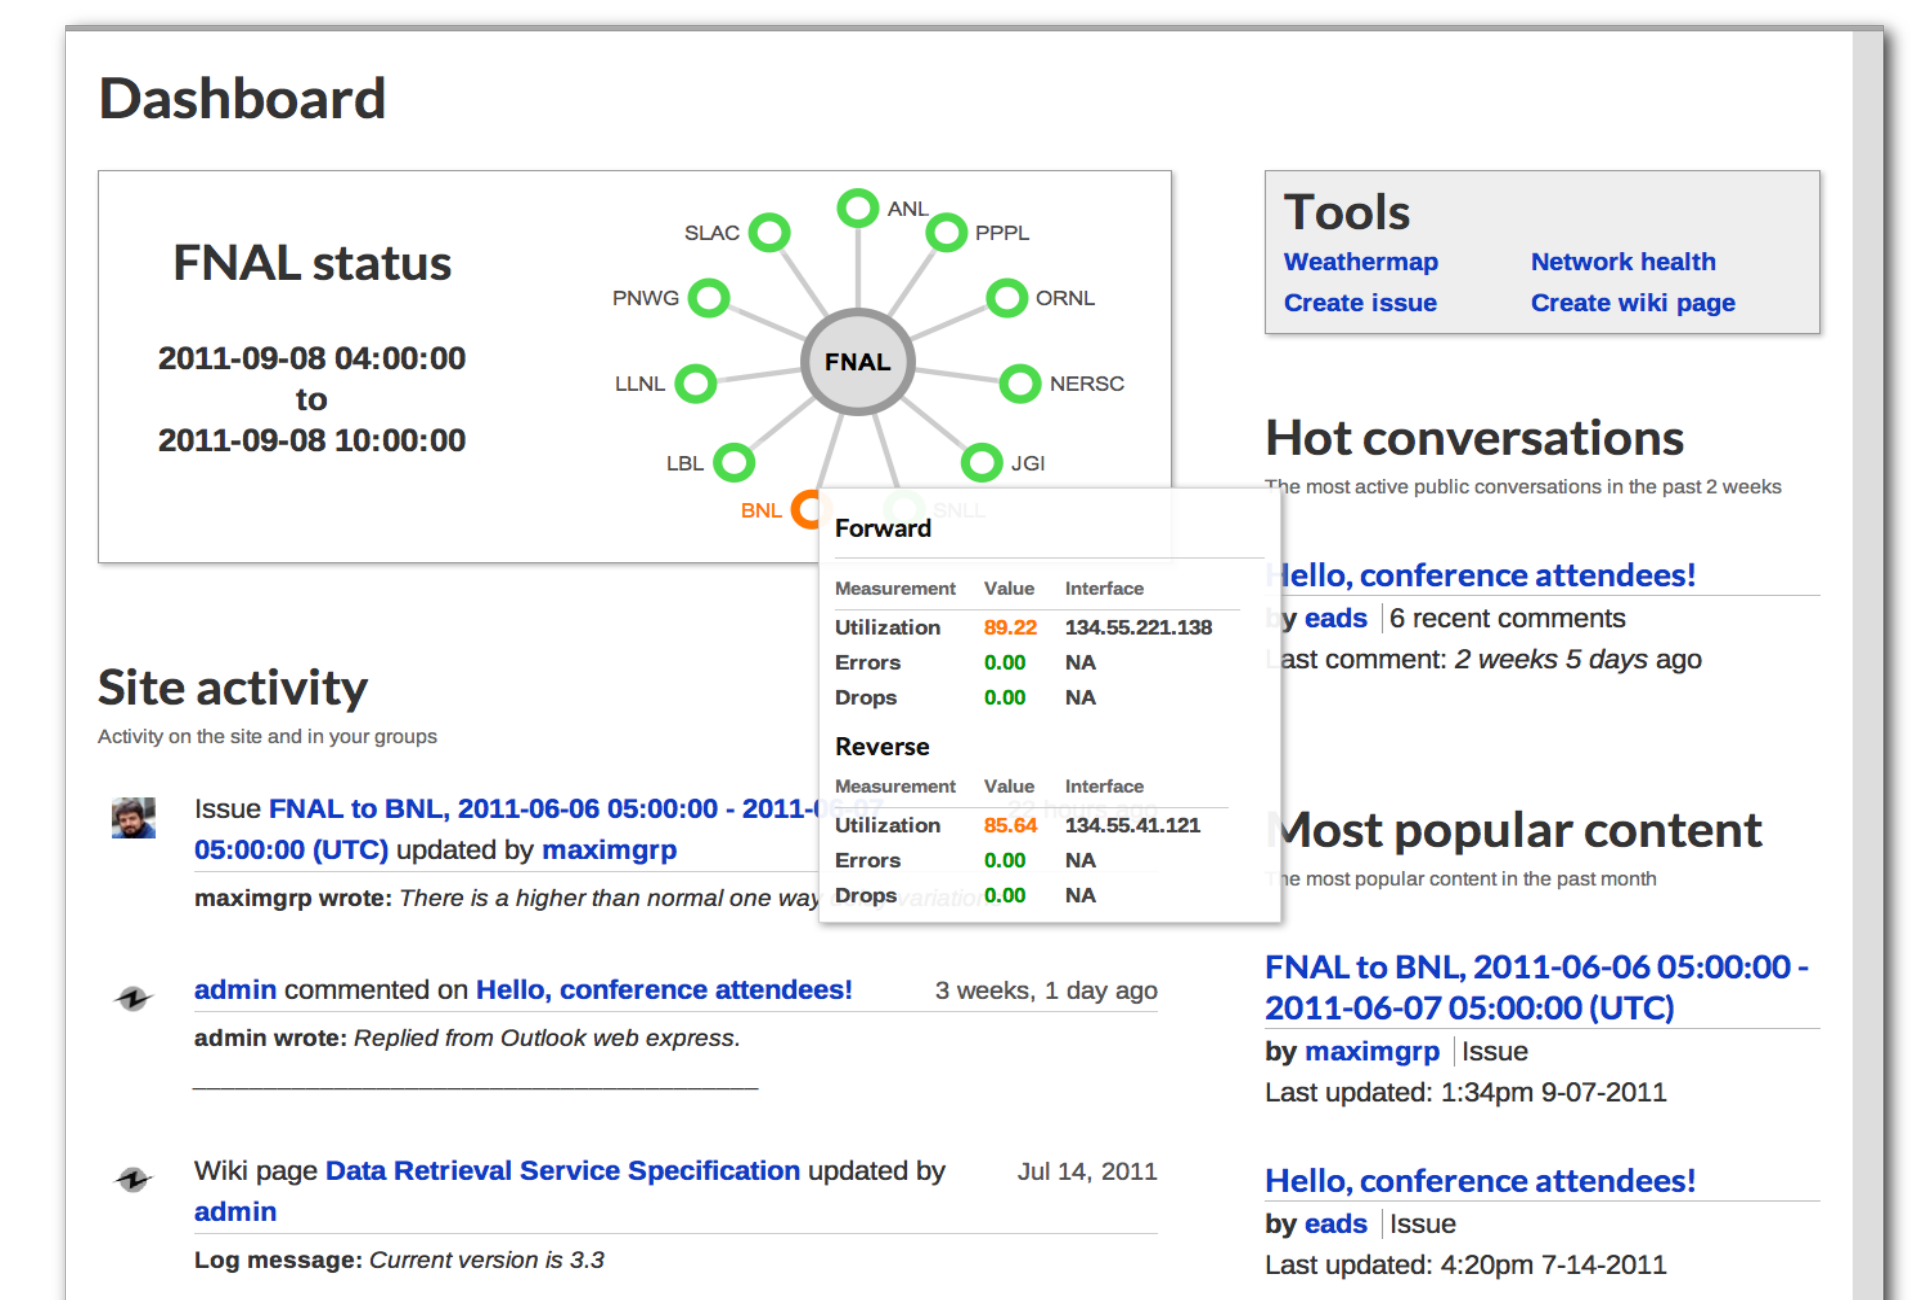 Dashboard
FNAL status
2011-09-08 04:00:00
to
2011-09-08 10:00:00
ANL
SLAC
PPPL
PNWG
ORNL
FNAL
LLNL
NERSC
LBL
JGI
BNL
SNLL
Forward
Measurement Value Interface
Utilization 89.22 134.55.221.138
Errors 0.00 NA
Drops 0.00 NA
Reverse
Measurement Value Interface
Utilization 85.64 134.55.41.121
Errors 0.00 NA
Drops 0.00 NA
Site activity
Activity on the site and in your groups
Issue FNAL to BNL, 2011-06-06 05:00:00 - 2011-06-07
22 hours ago
05:00:00 (UTC) updated by maximgrp
maximgrp wrote: There is a higher than normal one way
admin commented on Hello, conference attendees!
3 weeks, 1 day ago
admin wrote: Replied from Outlook web express.
Wiki page Data Retrieval Service Specification updated by
Jul 14, 2011
admin
Log message: Current version is 3.3
Tools
Weathermap Network health
Create issue Create wiki page
Hot conversations
The most active public conversations in the past 2 weeks
Hello, conference attendees!
by eads | 6 recent comments
Last comment: 2 weeks 5 days ago
Most popular content
The most popular content in the past month
FNAL to BNL, 2011-06-06 05:00:00 -
2011-06-07 05:00:00 (UTC)
by maximgrp | Issue
Last updated: 1:34pm 9-07-2011
Hello, conference attendees!
by eads | Issue
Last updated: 4:20pm 7-14-2011